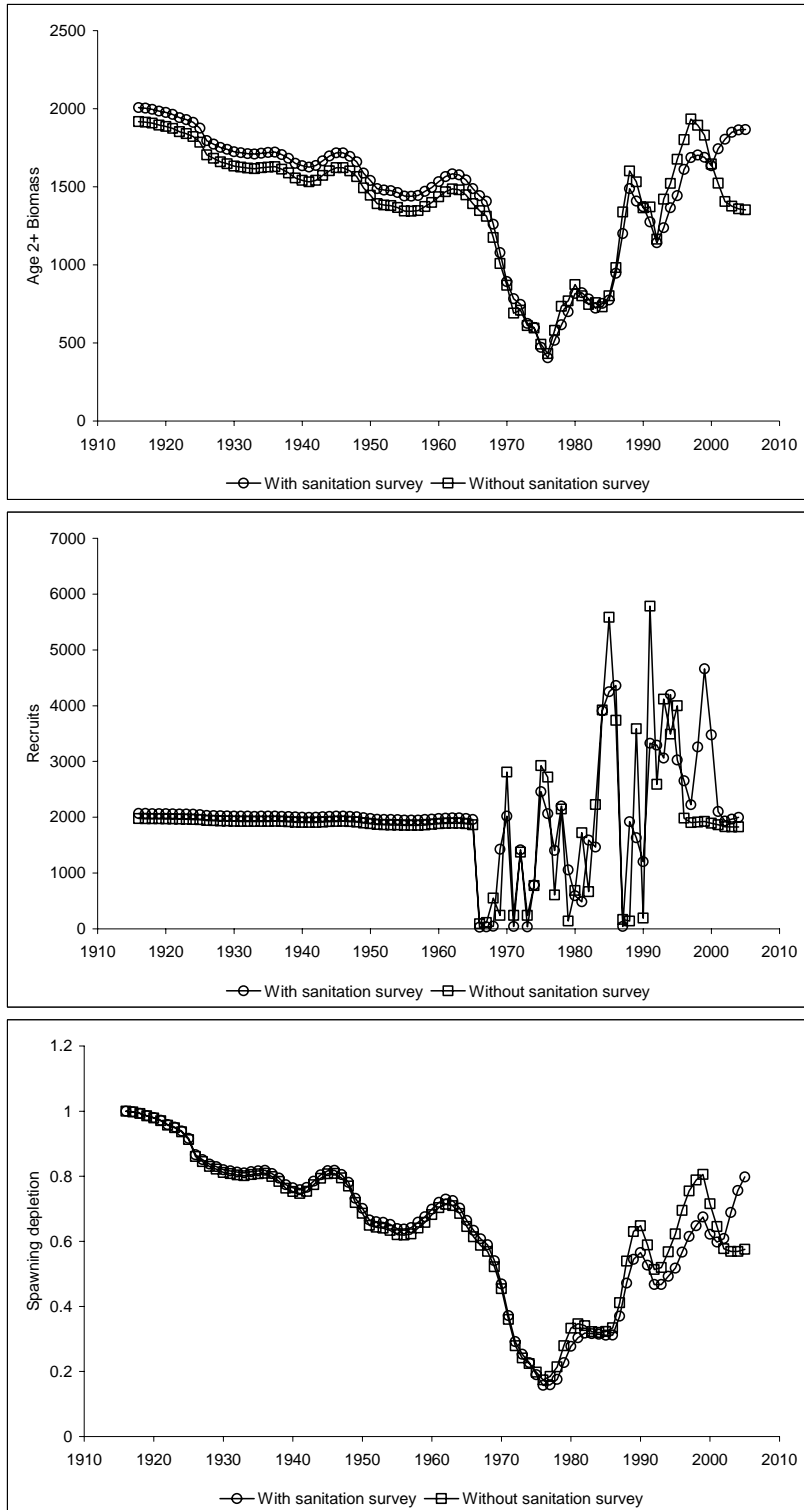 2500
2000
1500
1000
500
0
Age 2+ Biomass
1910 1920 1930 1940 1950 1960 1970 1980 1990 2000 2010
With sanitation survey Without sanitation survey
7000
6000
5000
4000
3000
2000
1000
0
Recruits
1910 1920 1930 1940 1950 1960 1970 1980 1990 2000 2010
With sanitation survey Without sanitation survey
1.2
1
0.8
0.6
0.4
0.2
0
Spawning depletion
1910 1920 1930 1940 1950 1960 1970 1980 1990 2000 2010
With sanitation survey Without sanitation survey